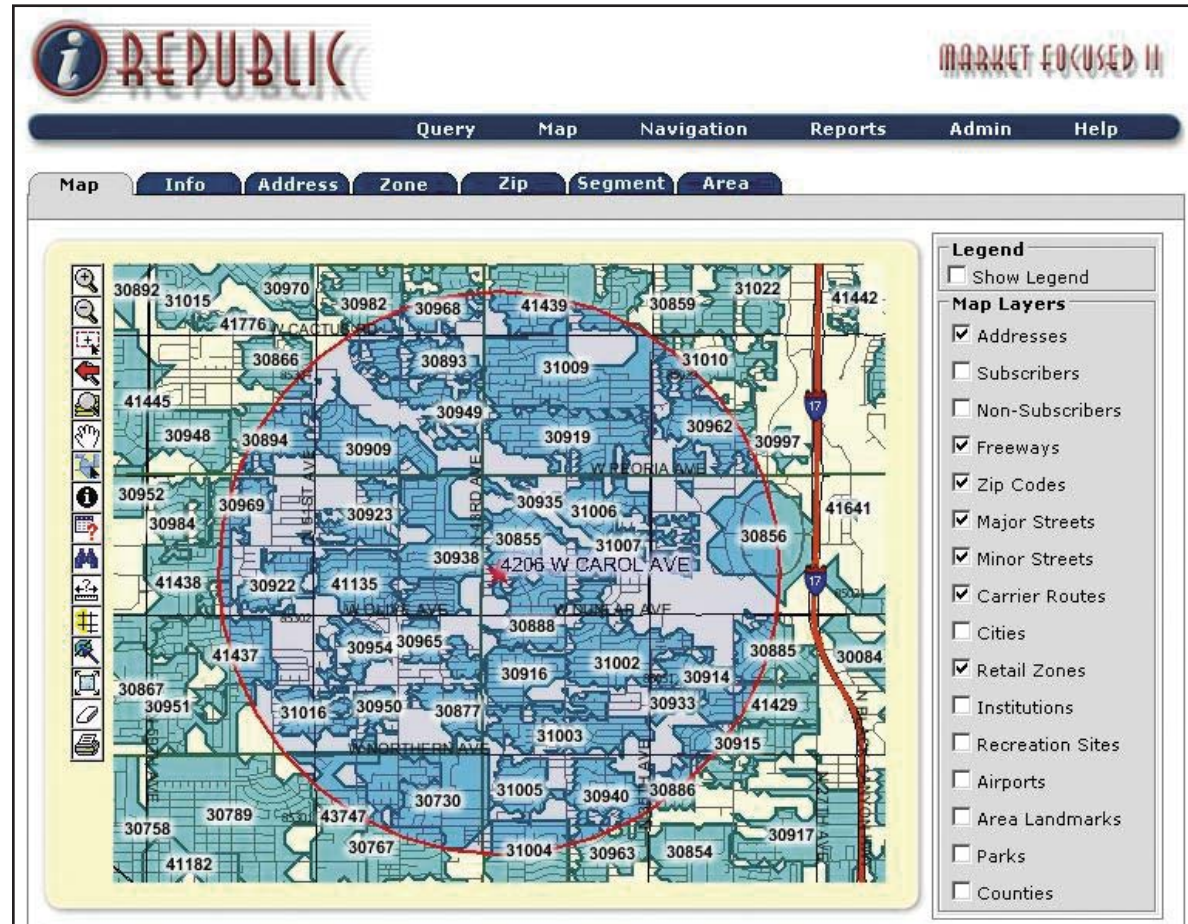 i REPUBLIC
MARKET FOCUSED II
Query Map Navigation Reports Admin Help
Map Info Address Zone Zip Segment Area
Legend
Show Legend
Map Layers
Addresses
Subscribers
Non-Subscribers
Freeways
Zip Codes
Major Streets
Minor Streets
Carrier Routes
Cities
Retail Zones
Institutions
Recreation Sites
Airports
Area Landmarks
Parks
Counties
30892 31015 30970 30982 30968 41439 30859 31022 41442
41776 W CACTUS RD
30866 30893 31009 31010
41445 30949 17
30948 30894 30909 30919 30962 30997
W PEORIA AVE
30952 30969 N 51ST AVE 30923 N 43RD AVE 30935 31006 41641
30984 30938 30855 31007 30856
4206 W CAROL AVE
41438 30922 41135 17
W OLIVE AVE W DUNLAP AVE
85302 30888
41437 30954 30965 30885 30084
30916 31002 30914
30867 30951 31016 30950 30877 30933 41429
31003 30915
W NORTHERN AVE
30789 30730 31005 30940 30886
30758 43747 30917
41182 30767 31004 30963 30854